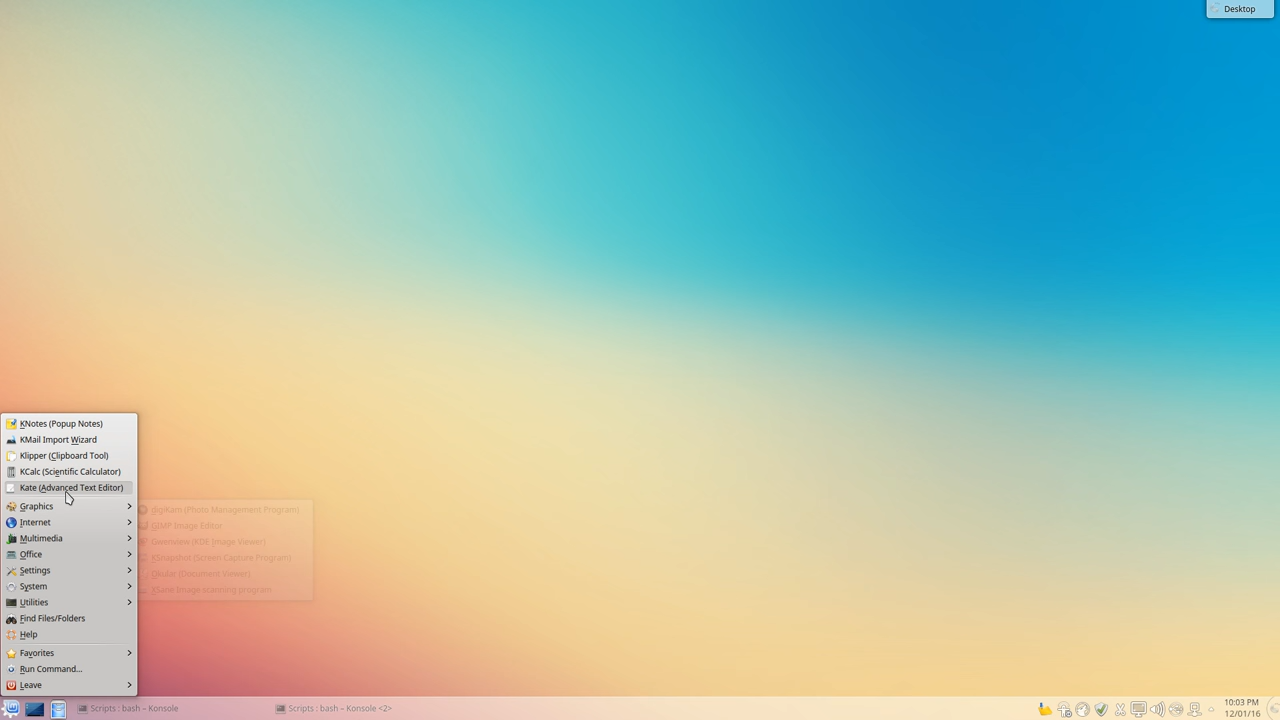 Desktop
KNotes (Popup Notes)
KMail Import Wizard
Klipper (Clipboard Tool)
KCalc (Scientific Calculator)
Kate (Advanced Text Editor)
Graphics
Internet
Multimedia
Office
Settings
System
Utilities
Find Files/Folders
Help
Favorites
Run Command...
Leave
digiKam (Photo Management Program)
GIMP Image Editor
Gwenview (KDE Image Viewer)
KSnapshot (Screen Capture Program)
Okular (Document Viewer)
XSane Image scanning program
Scripts : bash – Konsole
Scripts : bash – Konsole <2>
10:03 PM
12/01/16